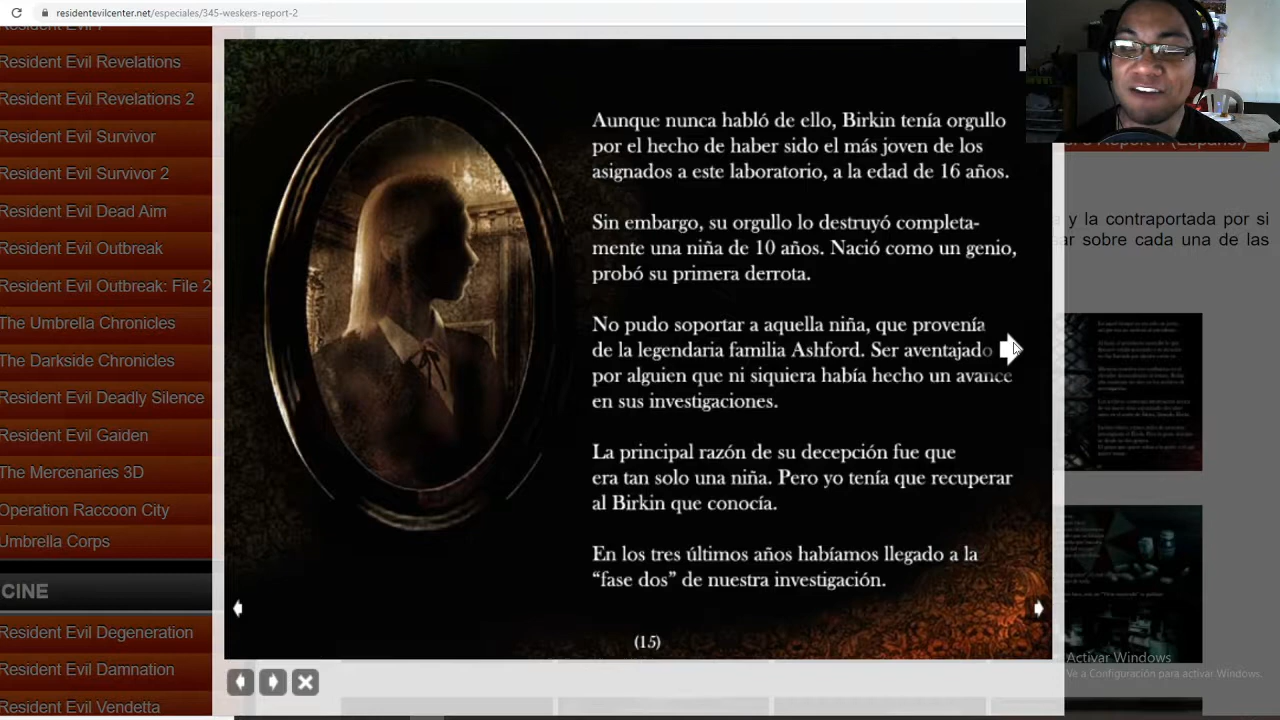 residentevilcenter.net/especiales/345-weskers-report-2
Resident Evil Revelations
Resident Evil Revelations 2
Resident Evil Survivor
Resident Evil Survivor 2
Resident Evil Dead Aim
Resident Evil Outbreak
Resident Evil Outbreak: File 2
The Umbrella Chronicles
The Darkside Chronicles
Resident Evil Deadly Silence
Resident Evil Gaiden
The Mercenaries 3D
Operation Raccoon City
Umbrella Corps
CINE
Resident Evil Degeneration
Resident Evil Damnation
Resident Evil Vendetta
Aunque nunca habló de ello, Birkin tenía orgullo
por el hecho de haber sido el más joven de los
asignados a este laboratorio, a la edad de 16 años.
Sin embargo, su orgullo lo destruyó completa-
mente una niña de 10 años. Nació como un genio,
probó su primera derrota.
No pudo soportar a aquella niña, que provenía
de la legendaria familia Ashford. Ser aventajado
por alguien que ni siquiera había hecho un avance
en sus investigaciones.
La principal razón de su decepción fue que
era tan solo una niña. Pero yo tenía que recuperar
al Birkin que conocía.
En los tres últimos años habíamos llegado a la
“fase dos” de nuestra investigación.
(15)
Report II (Español)
a y la contraportada por si
sobre cada una de las
Activar Windows
Ve a Configuración para activar Windows.